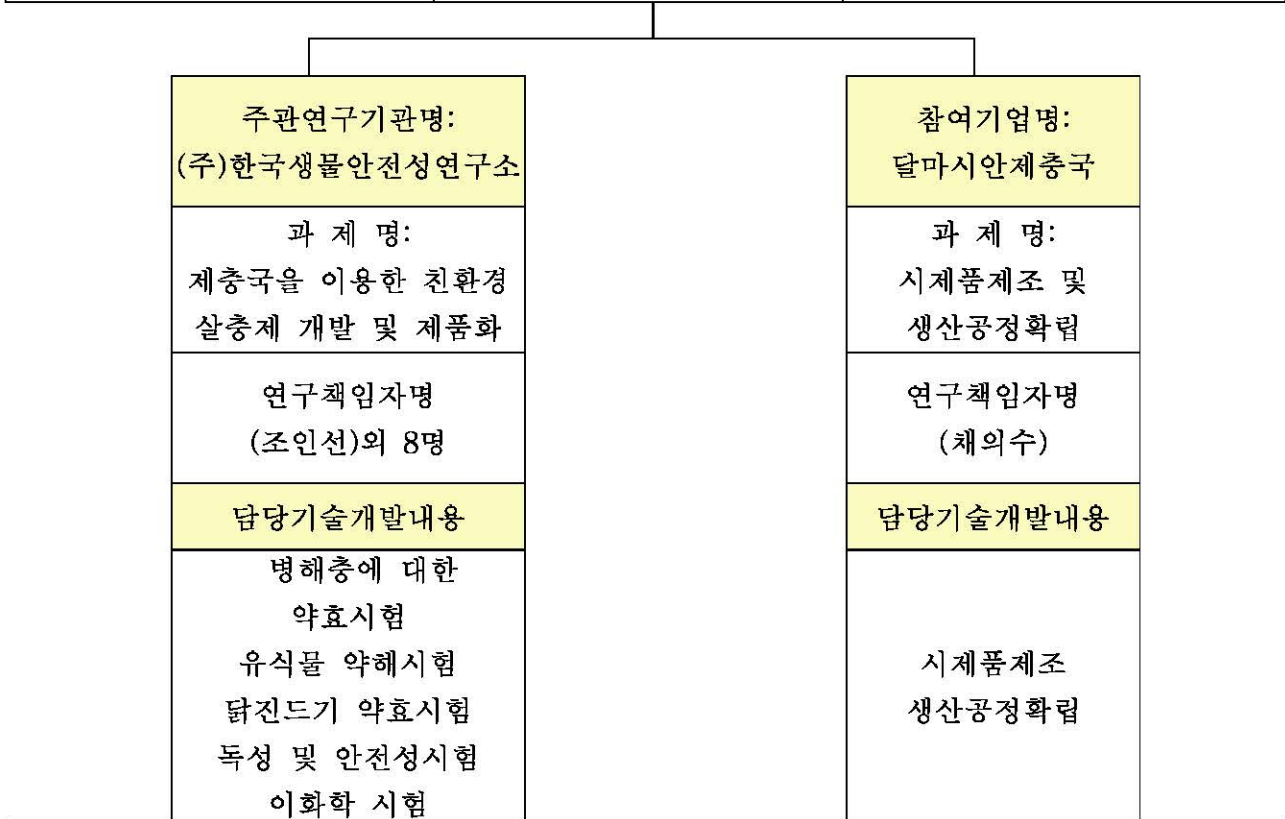 주관연구기관명:
(주)한국생물안전성연구소
과 제 명:
제충국을 이용한 친환경
살충제 개발 및 제품화
연구책임자명
(조인선)외 8명
담당기술개발내용
병해충에 대한
약효시험
유식물 약해시험
닭진드기 약효시험
독성 및 안전성시험
이화학 시험
참여기업명:
달마시안제충국
과 제 명:
시제품제조 및
생산공정확립
연구책임자명
(채의수)
담당기술개발내용
시제품제조
생산공정확립